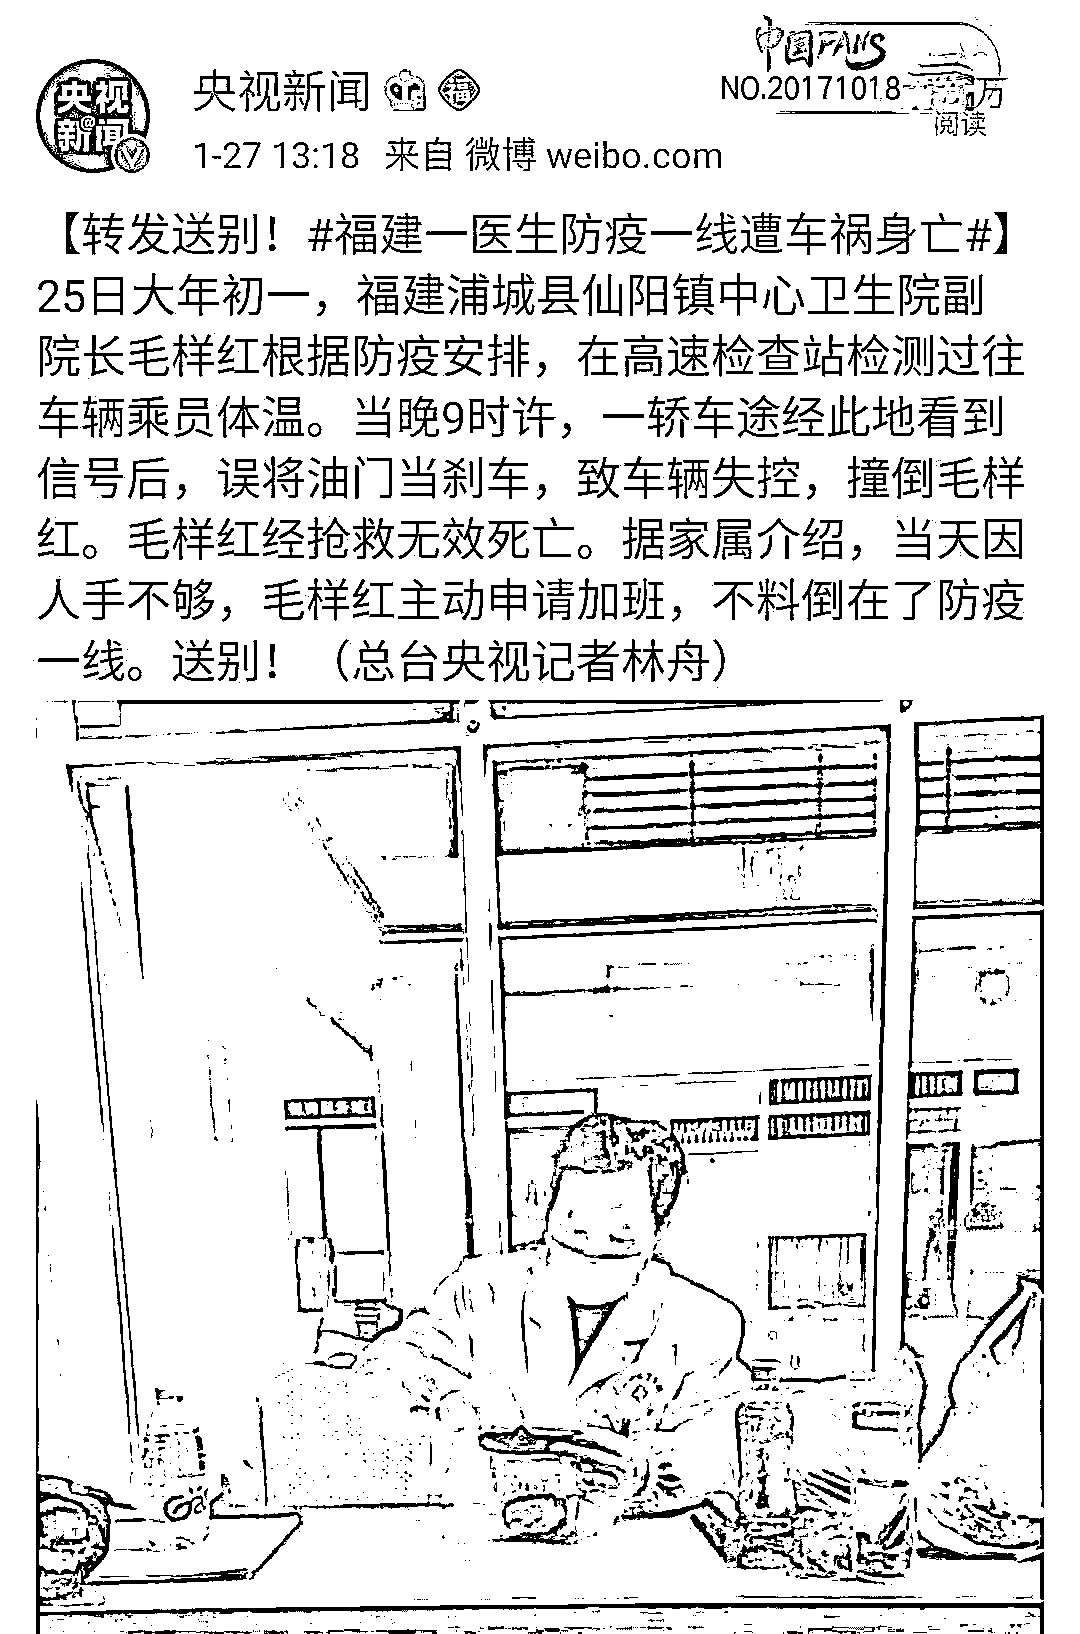 中国FANS
央视新闻
NO.20171018
万
阅读
央视
新闻
1-27 13:18 来自 微博 weibo.com
【转发送别！#福建一医生防疫一线遭车祸身亡#】
25日大年初一，福建浦城县仙阳镇中心卫生院副
院长毛样红根据防疫安排，在高速检查站检测过往
车辆乘员体温。当晚9时许，一轿车途经此地看到
信号后，误将油门当刹车，致车辆失控，撞倒毛样
红。毛样红经抢救无效死亡。据家属介绍，当天因
人手不够，毛样红主动申请加班，不料倒在了防疫
一线。送别！（总台央视记者林舟）